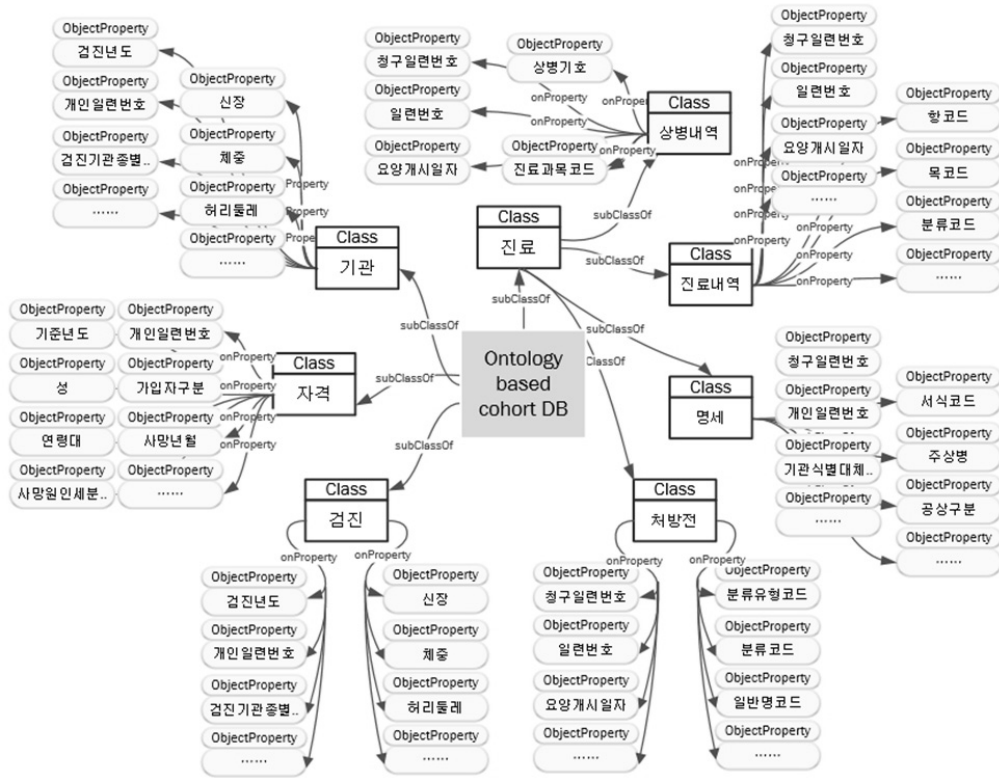 ObjectProperty
검진년도
ObjectProperty
개인일련번호
ObjectProperty
검진기관종별..
ObjectProperty
......
ObjectProperty
신장
ObjectProperty
체중
ObjectProperty
허리둘레
ObjectProperty
......
Property
Property
Class
기관
ObjectProperty
청구일련번호
ObjectProperty
일련번호
ObjectProperty
요양개시일자
ObjectProperty
상병기호
ObjectProperty
진료과목코드
onProperty
onProperty
onProperty
onProperty
Class
상병내역
ObjectProperty
청구일련번호
ObjectProperty
일련번호
ObjectProperty
요양개시일자
ObjectProperty
......
ObjectProperty
항코드
ObjectProperty
목코드
ObjectProperty
분류코드
ObjectProperty
......
onProperty
onProperty
onProperty
onProperty
onProperty
onProperty
onProperty
onProperty
Class
진료내역
Class
진료
subClassOf
subClassOf
subClassOf
subClassOf
subClassOf
subClassOf
ClassOf
subClassOf
Ontology
based
cohort DB
ObjectProperty
기준년도
ObjectProperty
개인일련번호
ObjectProperty
성
ObjectProperty
가입자구분
ObjectProperty
연령대
ObjectProperty
사망년월
ObjectProperty
사망원인세분..
ObjectProperty
......
onProperty
onProperty
onProperty
onProperty
Class
자격
Class
명세
ObjectProperty
청구일련번호
ObjectProperty
개인일련번호
ObjectProperty
기관식별대체..
ObjectProperty
......
ObjectProperty
서식코드
ObjectProperty
주상병
ObjectProperty
공상구분
ObjectProperty
......
Class
검진
onProperty
onProperty
ObjectProperty
검진년도
ObjectProperty
개인일련번호
ObjectProperty
검진기관종별..
ObjectProperty
......
ObjectProperty
신장
ObjectProperty
체중
ObjectProperty
허리둘레
ObjectProperty
......
Class
처방전
onProperty
onProperty
ObjectProperty
청구일련번호
ObjectProperty
일련번호
ObjectProperty
요양개시일자
ObjectProperty
......
ObjectProperty
분류유형코드
ObjectProperty
분류코드
ObjectProperty
일반명코드
ObjectProperty
......